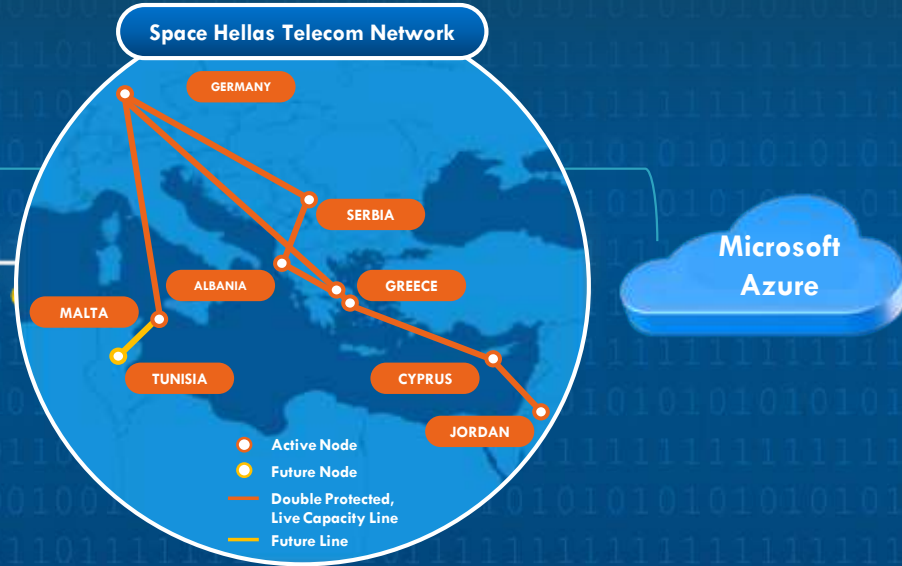 Space Hellas Telecom Network
GERMANY
SERBIA
ALBANIA
GREECE
MALTA
TUNISIA
CYPRUS
JORDAN
Active Node
Future Node
Double Protected,
Live Capacity Line
Future Line
Microsoft
Azure